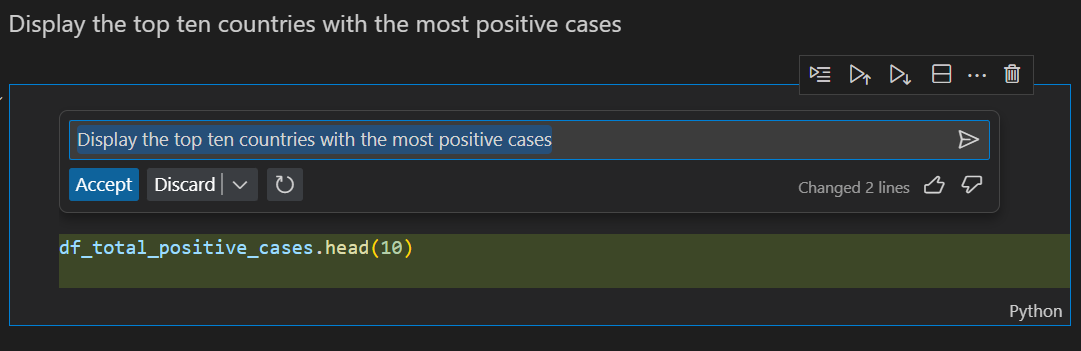 Display the top ten countries with the most positive cases
Display the top ten countries with the most positive cases
Accept Discard Changed 2 lines
df_total_positive_cases.head(10)
Python